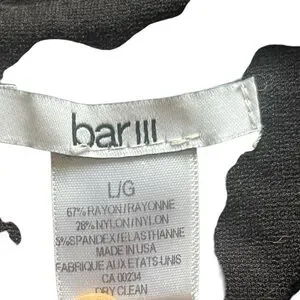 bar III
L/G
67% RAYON/RAYONNE
28% NYLON/NYLON
5% SPANDEX/ELASTHANNE
MADE IN USA
FABRIQUE AUX ETATS-UNIS
CA 00234
DRY CLEAN